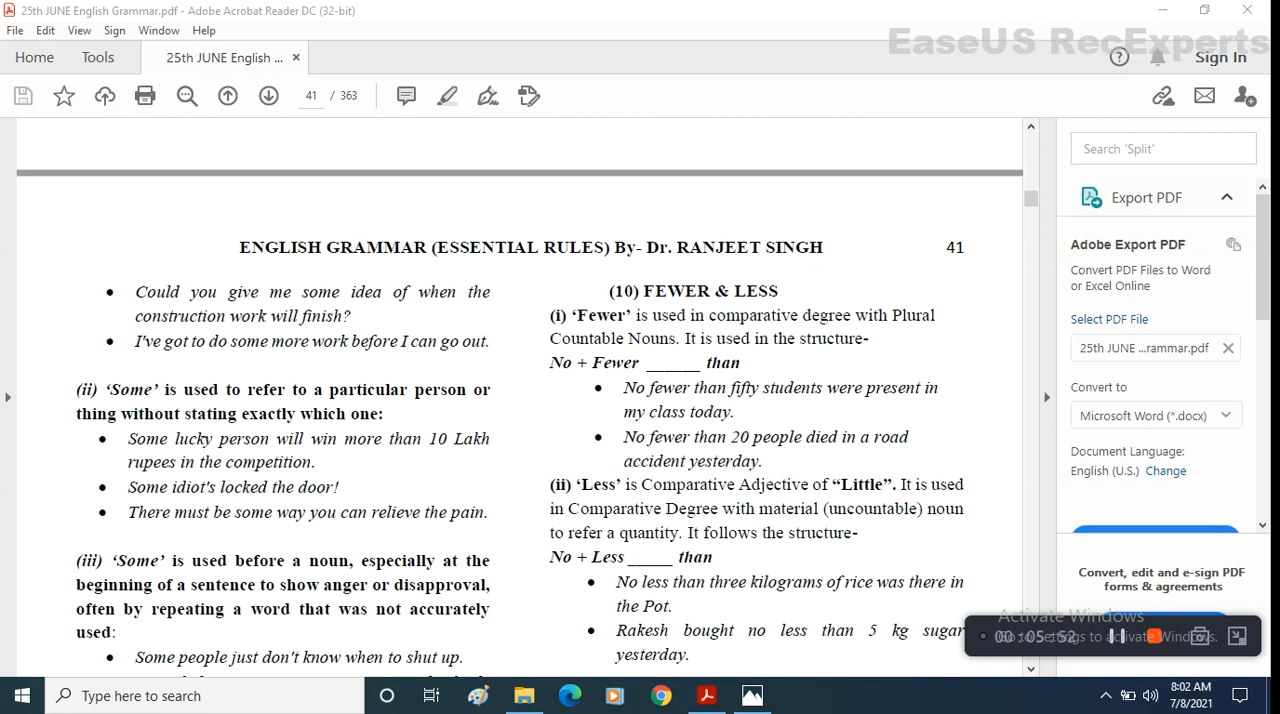 25th JUNE English Grammar.pdf - Adobe Acrobat Reader DC (32-bit)
File Edit View Sign Window Help
EaseUS RecExperts
Home Tools 25th JUNE English ... × Sign In
41 / 363
Search 'Split'
Export PDF
Adobe Export PDF
Convert PDF Files to Word
or Excel Online
Select PDF File
25th JUNE ...rammar.pdf
Convert to
Microsoft Word (*.docx)
Document Language:
English (U.S.) Change
Convert, edit and e-sign PDF
forms & agreements
ENGLISH GRAMMAR (ESSENTIAL RULES) By- Dr. RANJEET SINGH 41
• Could you give me some idea of when the
construction work will finish?
• I've got to do some more work before I can go out.
(ii) ‘Some’ is used to refer to a particular person or
thing without stating exactly which one:
• Some lucky person will win more than 10 Lakh
rupees in the competition.
• Some idiot's locked the door!
• There must be some way you can relieve the pain.
(iii) ‘Some’ is used before a noun, especially at the
beginning of a sentence to show anger or disapproval,
often by repeating a word that was not accurately
used:
• Some people just don't know when to shut up.
(10) FEWER & LESS
(i) ‘Fewer’ is used in comparative degree with Plural
Countable Nouns. It is used in the structure-
No + Fewer ______ than
• No fewer than fifty students were present in
my class today.
• No fewer than 20 people died in a road
accident yesterday.
(ii) ‘Less’ is Comparative Adjective of “Little”. It is used
in Comparative Degree with material (uncountable) noun
to refer a quantity. It follows the structure-
No + Less _____ than
• No less than three kilograms of rice was there in
the Pot.
• Rakesh bought no less than 5 kg sugar
yesterday.
Activate Windows
Go to Settings to activate Windows.
00:05:52
Type here to search
8:02 AM
7/8/2021